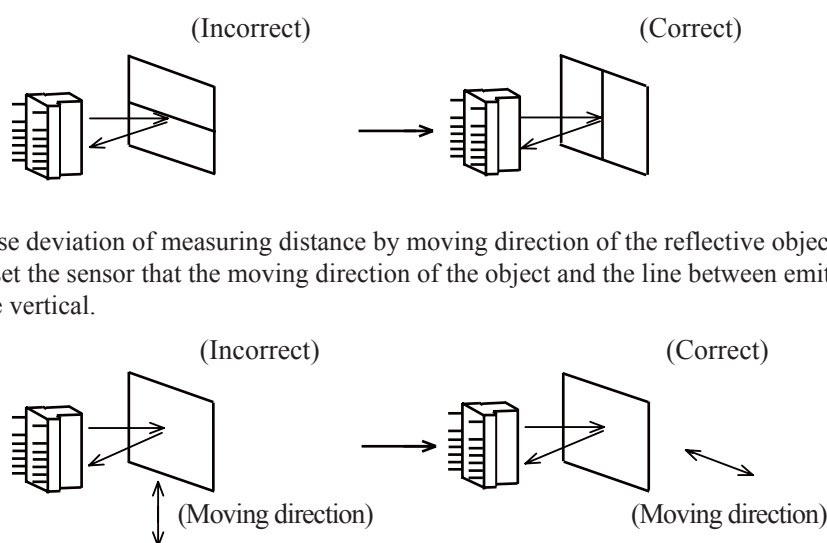 (Incorrect) (Correct)
se deviation of measuring distance by moving direction of the reflective objec
set the sensor that the moving direction of the object and the line between emit
e vertical.
(Incorrect) (Correct)
(Moving direction) (Moving direction)